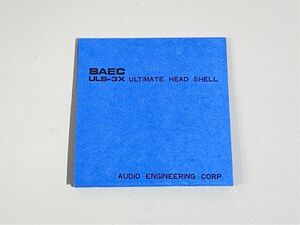 SAEC
ULS-3X ULTIMATE HEAD SHELL
AUDIO ENGINEERING CORP.